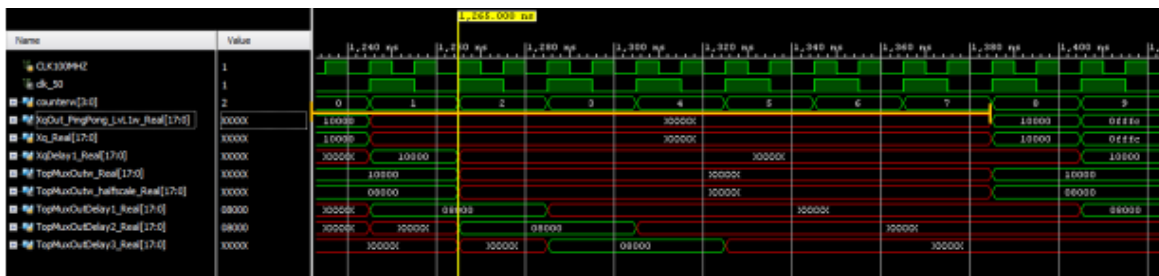 1,265.000 ns
Name Value
1,240 ns 1,260 ns 1,280 ns 1,300 ns 1,320 ns 1,340 ns 1,360 ns 1,380 ns 1,400 ns
CLK100MHZ 1
clk_50 1
counterw[3:0] 2 0 1 2 3 4 5 6 7 8 9
XqOut_PingPong_LvL1w_Real[17:0] XXXXX 10000 XXXXX 10000 0fffc
Xq_Real[17:0] XXXXX 10000 XXXXX 10000 0fffc
XqDelay1_Real[17:0] XXXXX XXXXX 10000 XXXXX 10000
TopMuxOutw_Real[17:0] XXXXX 10000 XXXXX 10000
TopMuxOutw_halfscale_Real[17:0] XXXXX 08000 XXXXX 08000
TopMuxOutDelay1_Real[17:0] 08000 XXXXX 08000 XXXXX 08000
TopMuxOutDelay2_Real[17:0] 08000 XXXXX XXXXX 08000 XXXXX
TopMuxOutDelay3_Real[17:0] XXXXX XXXXX XXXXX 08000 XXXXX